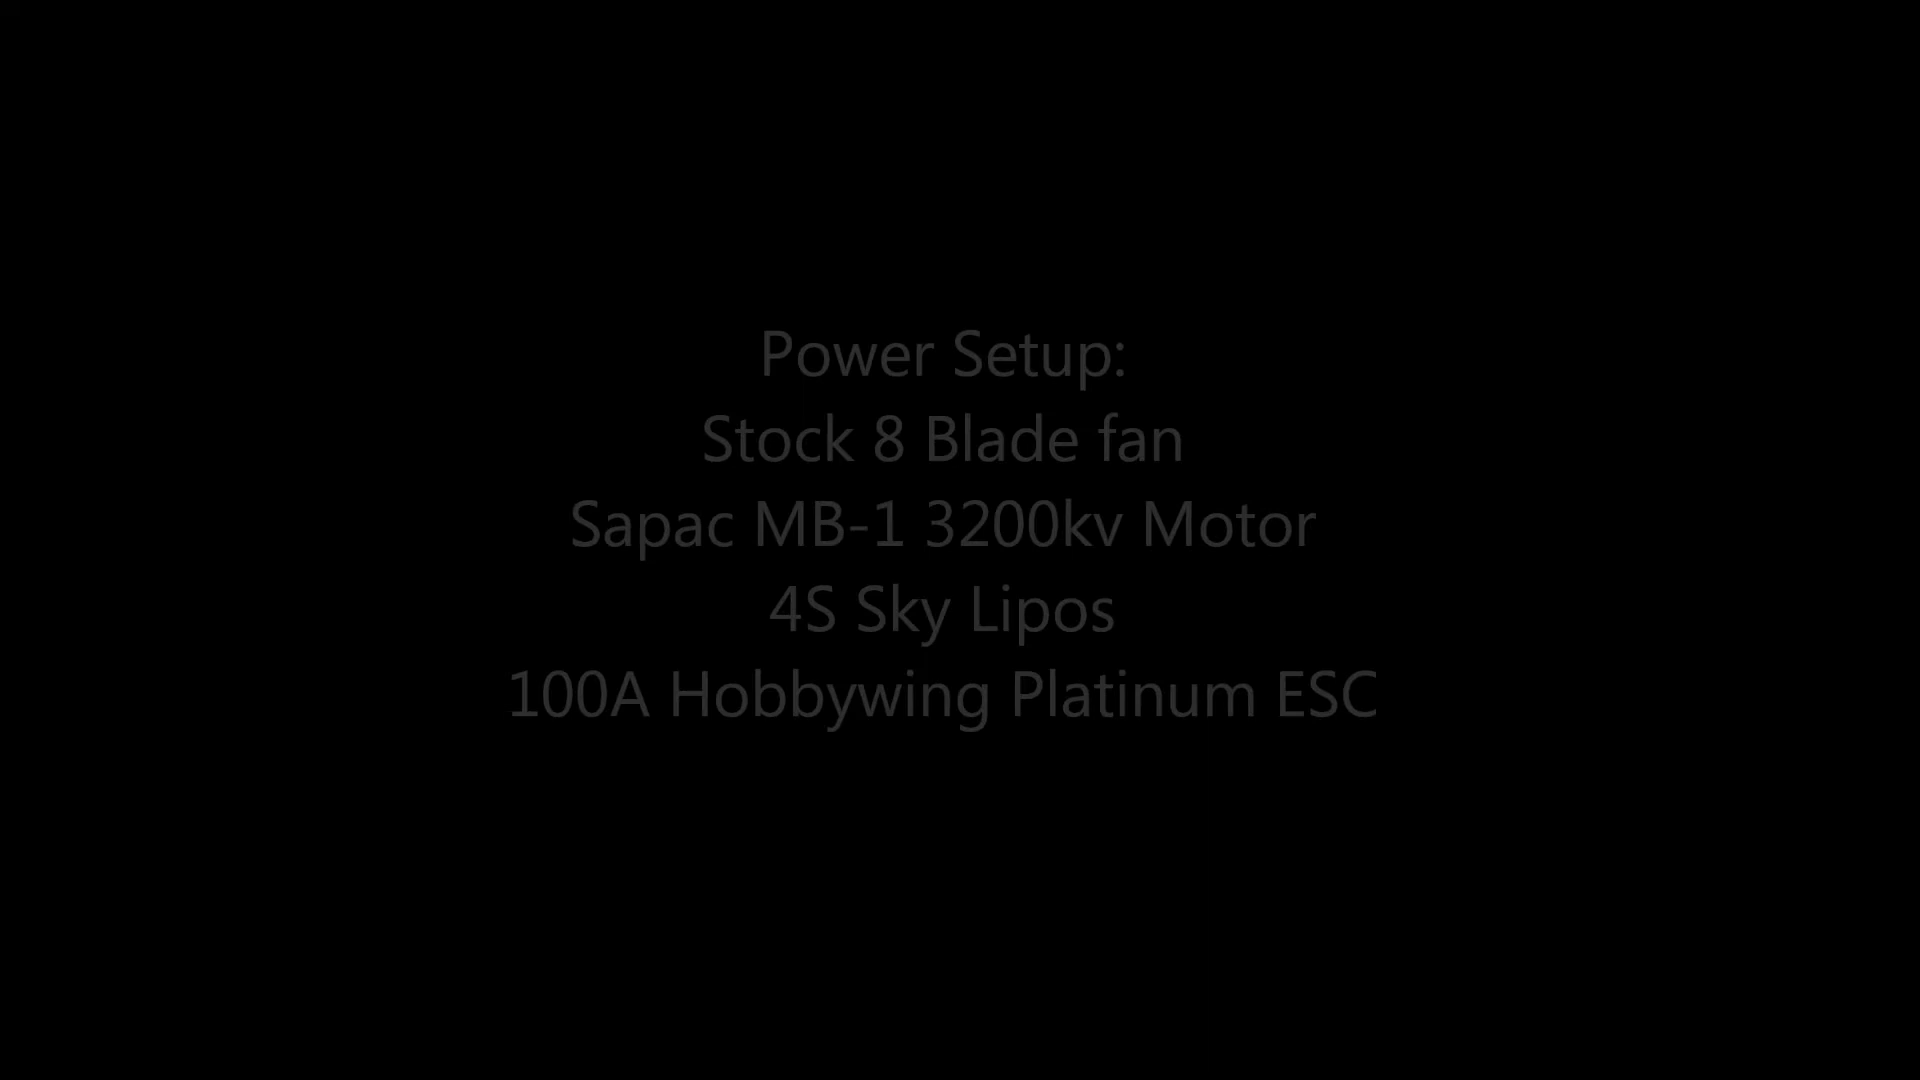 Power Setup:
Stock 8 Blade fan
Sapac MB-1 3200kv Motor
4S Sky Lipos
100A Hobbywing Platinum ESC